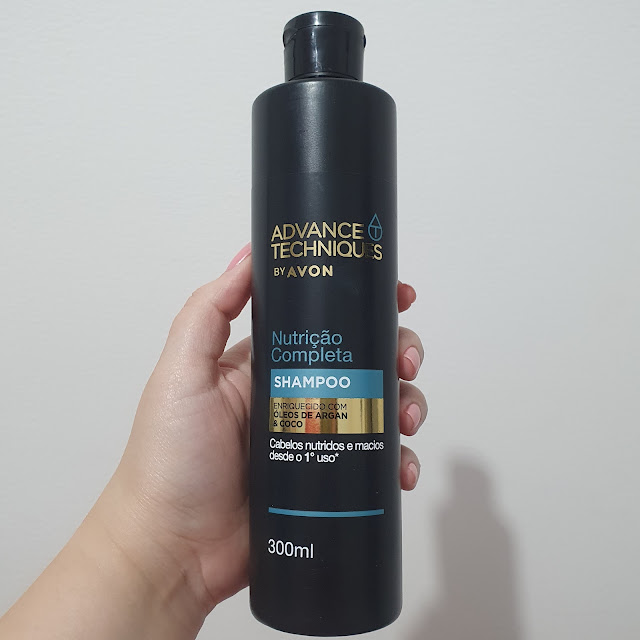 ADVANCE
TECHNIQUES
BY AVON
Nutrição
Completa
SHAMPOO
ENRIQUECIDO COM
ÓLEOS DE ARGAN
& COCO
Cabelos nutridos e macios
desde o 1° uso*
300ml